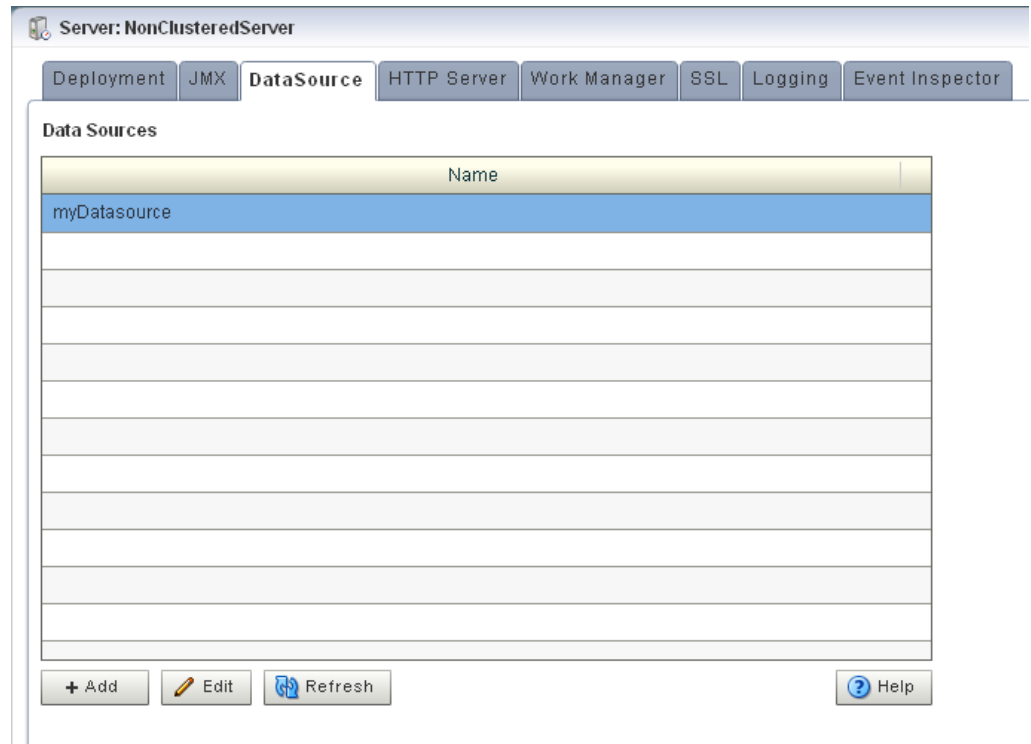 Server: NonClusteredServer
Deployment JMX DataSource HTTP Server Work Manager SSL Logging Event Inspector
Data Sources
Name
myDatasource
+ Add Edit Refresh ? Help